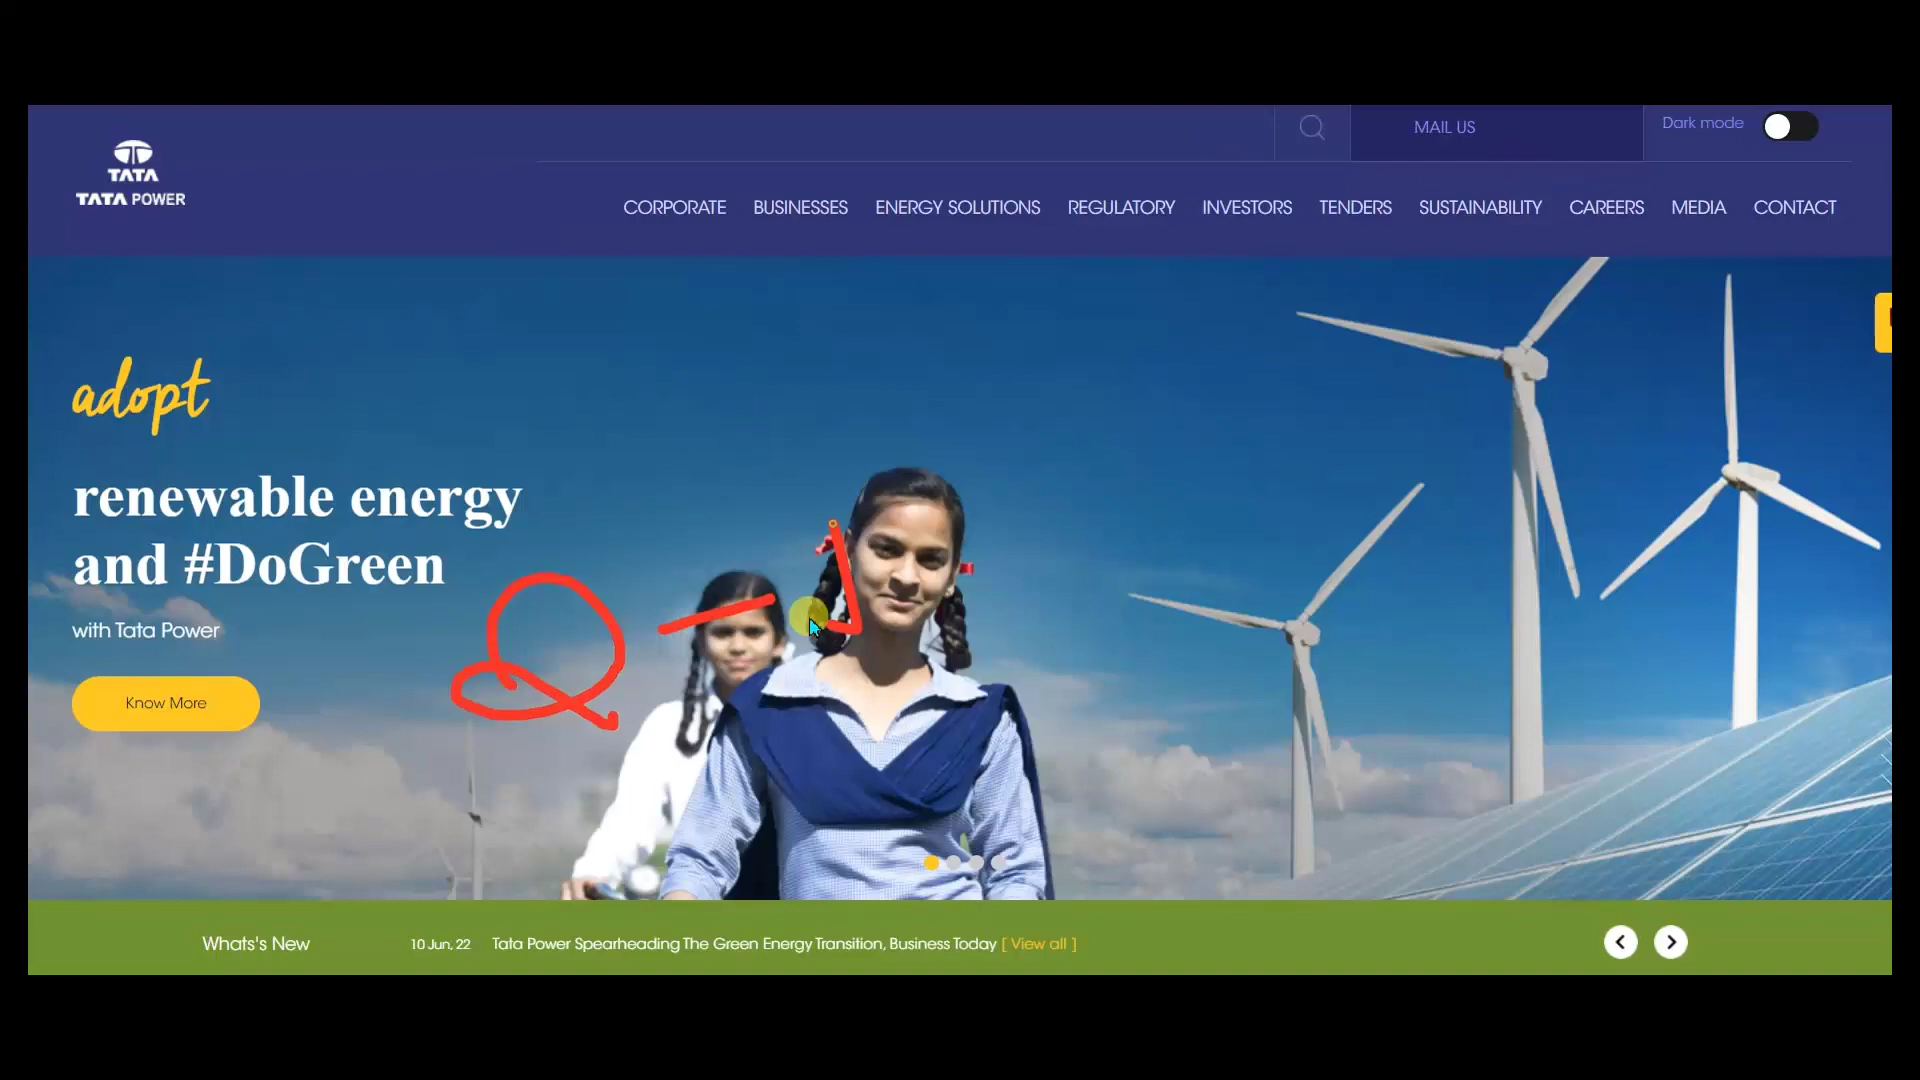 MAIL US
Dark mode
TATA
TATA POWER
CORPORATE BUSINESSES ENERGY SOLUTIONS REGULATORY INVESTORS TENDERS SUSTAINABILITY CAREERS MEDIA CONTACT
adopt
renewable energy
and #DoGreen
with Tata Power
Know More
Whats's New 10 Jun, 22 Tata Power Spearheading The Green Energy Transition, Business Today [ View all ]